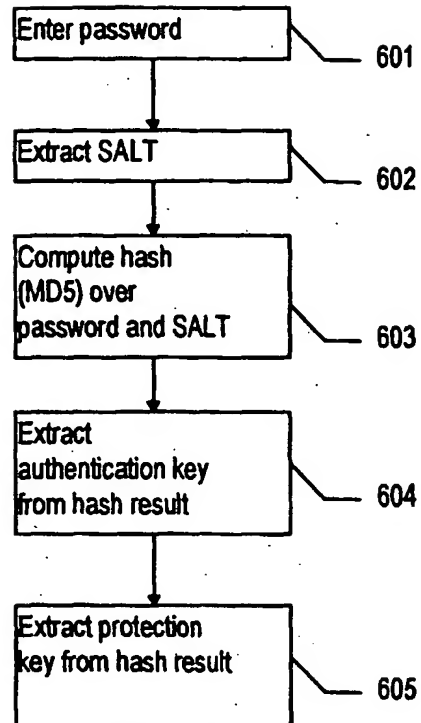 Enter password
601
Extract SALT
602
Compute hash
(MD5) over
password and SALT
603
Extract
authentication key
from hash result
604
Extract protection
key from hash result
605